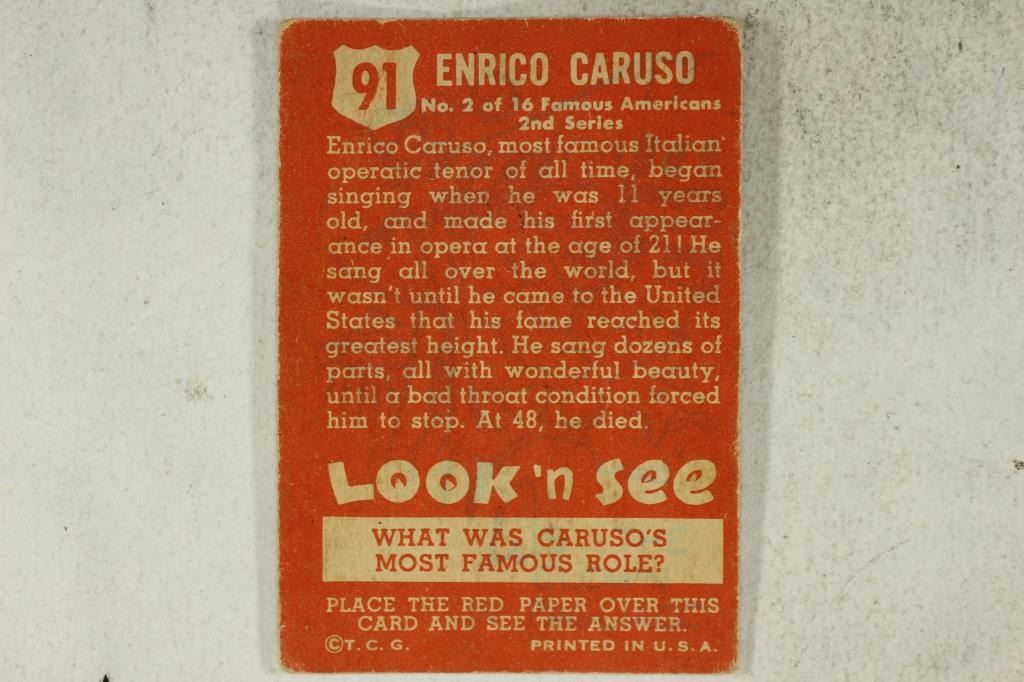 91
ENRICO CARUSO
No. 2 of 16 Famous Americans
2nd Series
Enrico Caruso, most famous Italian
operatic tenor of all time, began
singing when he was 11 years
old, and made his first appear-
ance in opera at the age of 21! He
sang all over the world, but it
wasn't until he came to the United
States that his fame reached its
greatest height. He sang dozens of
parts, all with wonderful beauty,
until a bad throat condition forced
him to stop. At 48, he died.
LOOK 'n See
WHAT WAS CARUSO'S
MOST FAMOUS ROLE?
PLACE THE RED PAPER OVER THIS
CARD AND SEE THE ANSWER.
©T. C. G. PRINTED IN U. S. A.